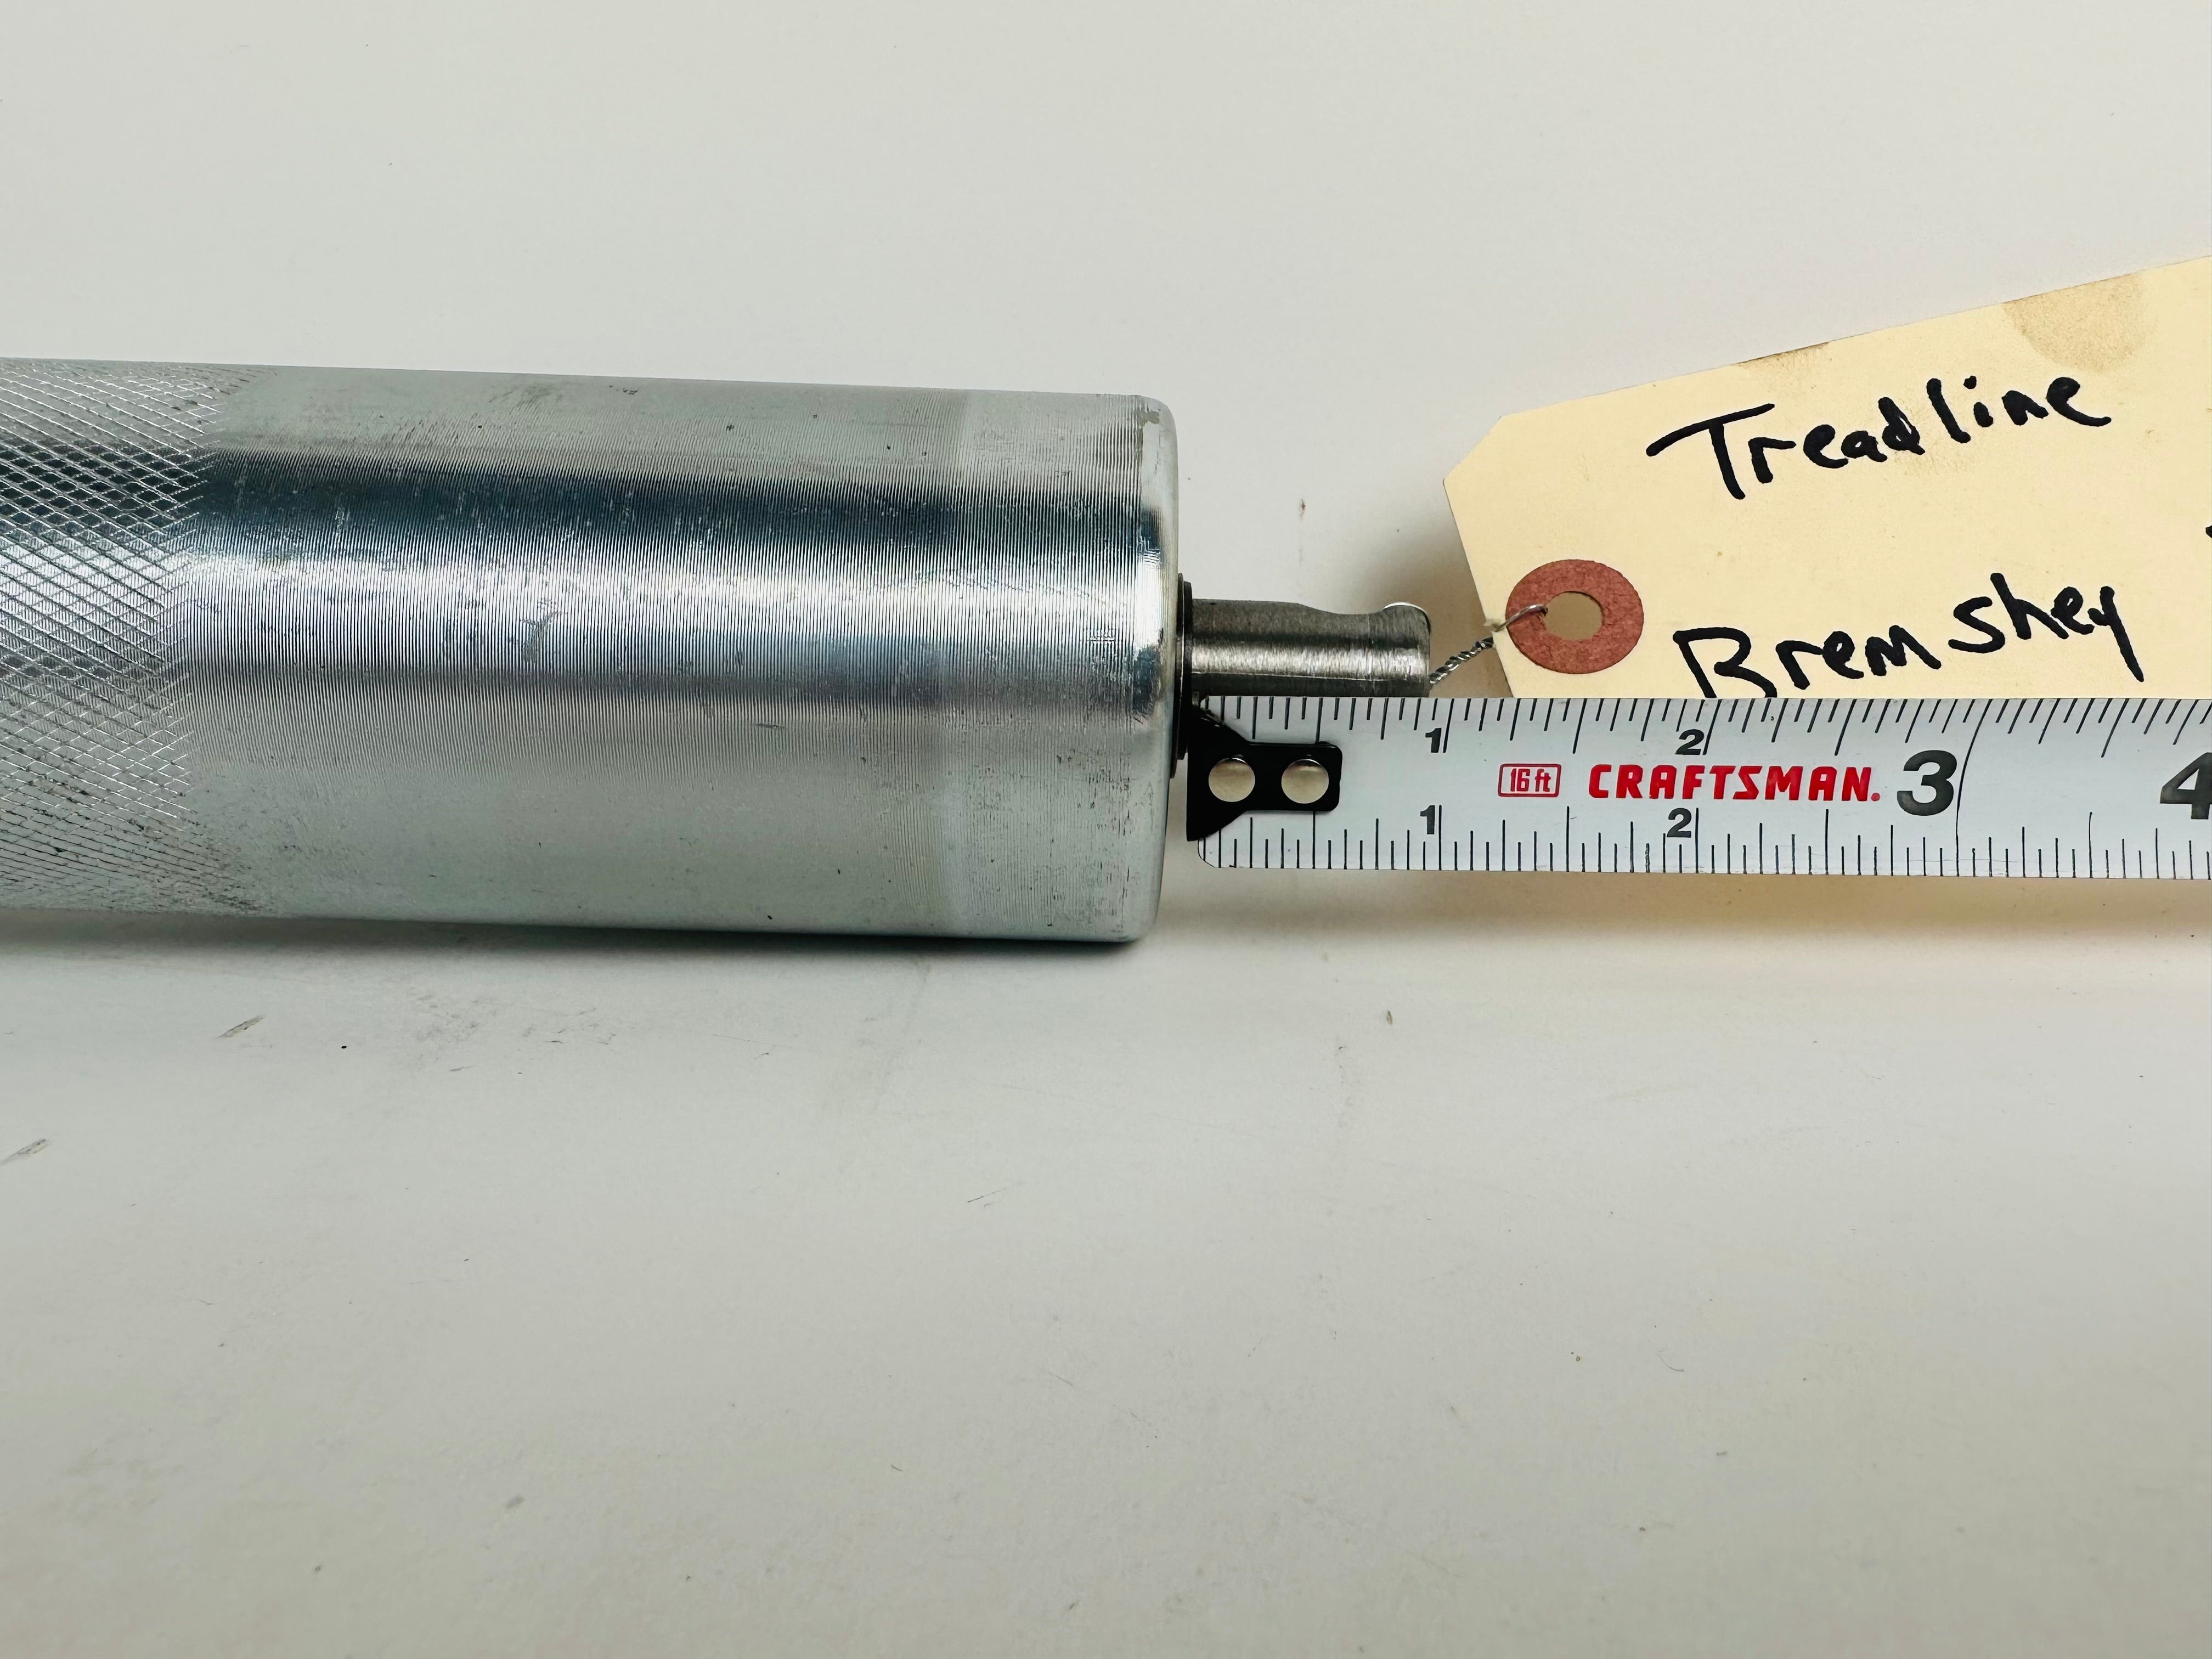 Treadline
Bremshey
1 2
16ft CRAFTSMAN. 3 4
1 2